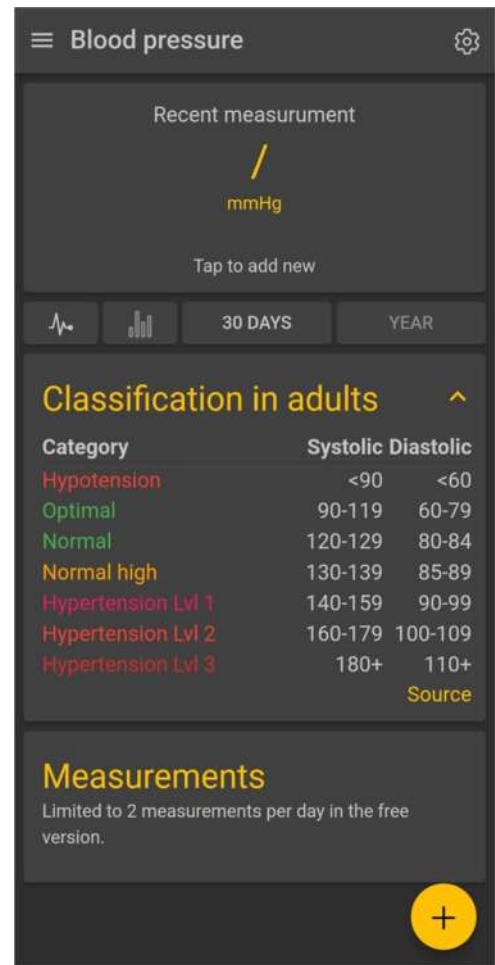 Blood pressure
Recent measurument
/
mmHg
Tap to add new
30 DAYS YEAR
Classification in adults
Category Systolic Diastolic
Hypotension <90 <60
Optimal 90-119 60-79
Normal 120-129 80-84
Normal high 130-139 85-89
Hypertension Lvl 1 140-159 90-99
Hypertension Lvl 2 160-179 100-109
Hypertension Lvl 3 180+ 110+
Source
Measurements
Limited to 2 measurements per day in the free
version.
+